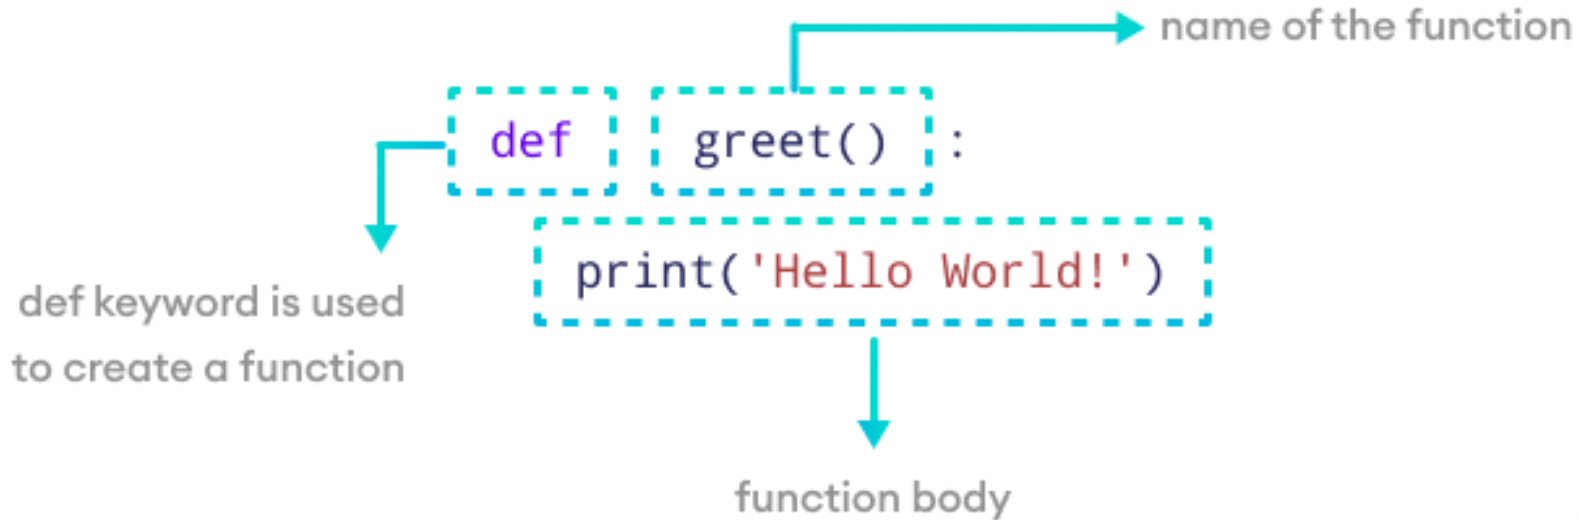 name of the function
def greet() :
print('Hello World!')
def keyword is used
to create a function
function body